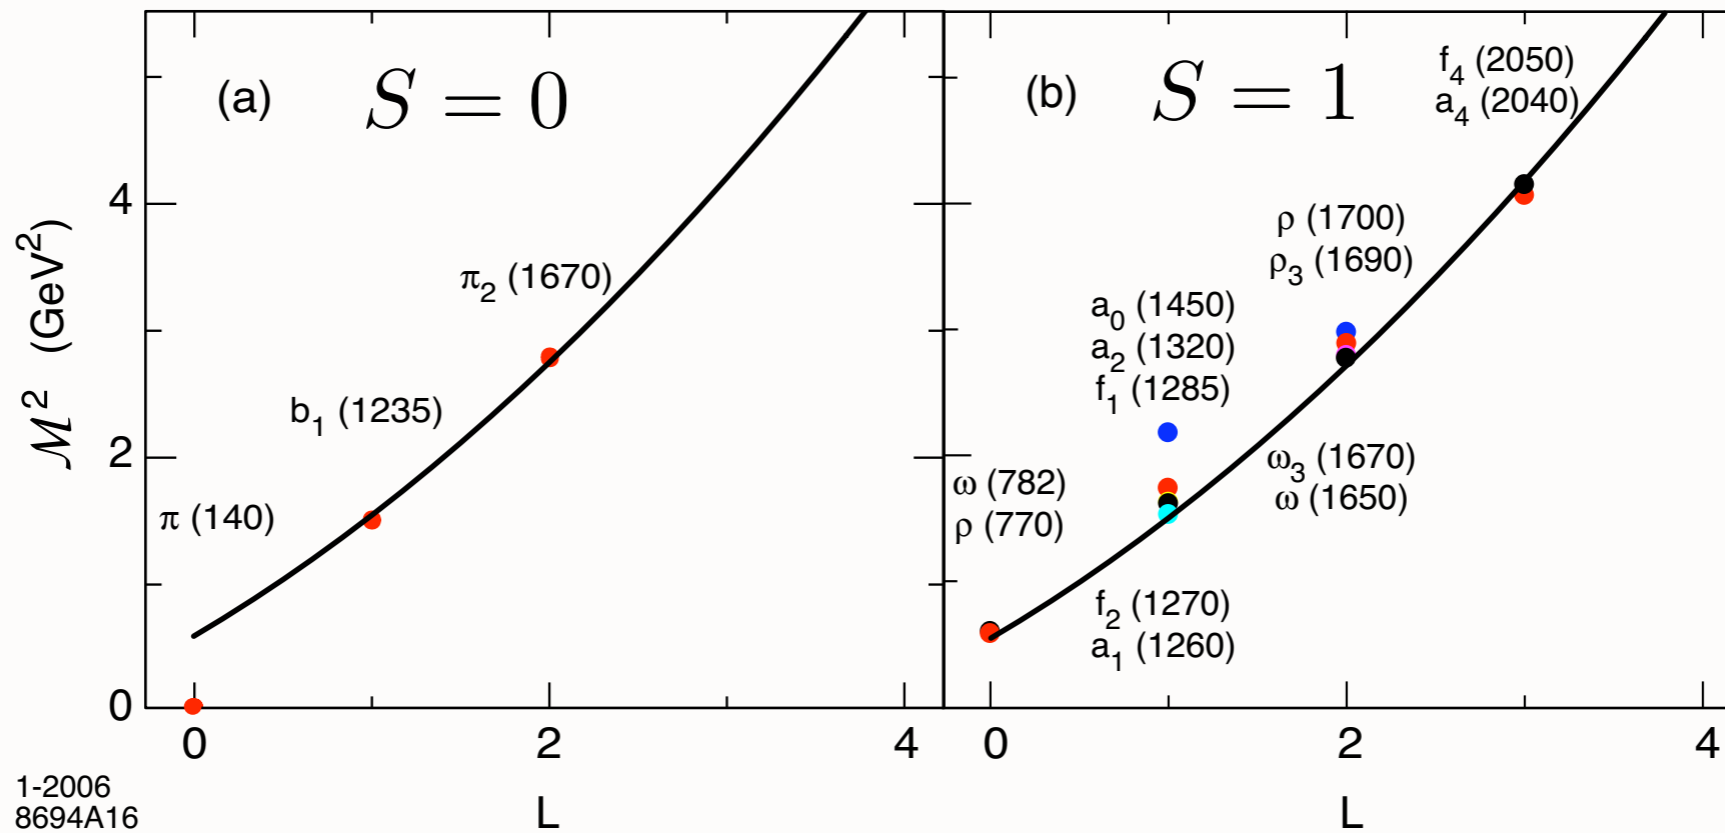 (a) S = 0
(b) S = 1
f₄ (2050)
a₄ (2040)
ρ (1700)
ρ₃ (1690)
π₂ (1670)
a₀ (1450)
a₂ (1320)
f₁ (1285)
b₁ (1235)
ω₃ (1670)
ω (1650)
ω (782)
ρ (770)
π (140)
f₂ (1270)
a₁ (1260)
ℳ² (GeV²)
4
2
0
0 2 4
0 2 4
L
L
1-2006
8694A16